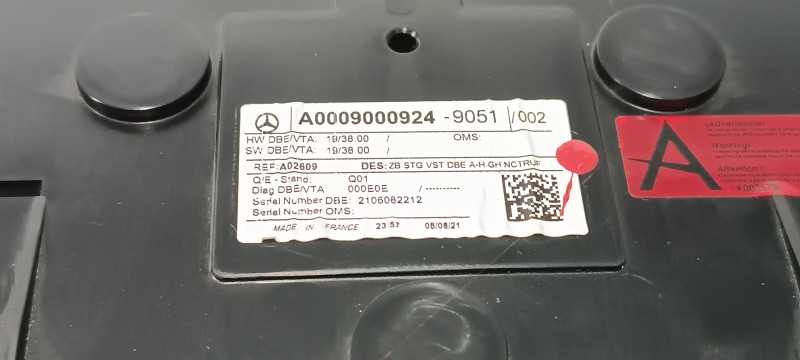 A0009000924 - 9051 / 002
HW DBE/VTA: 19/38.00 / OMS:
SW DBE/VTA: 19/38.00 /
REF: A02609 DES: ZB STG VST DBE A-H.GH NCTRUF
Q/E - Stand: Q01
Diag DBE/VTA: 000E0E / ----------
Serial Number DBE: 2106082212
Serial Number OMS:
MADE IN FRANCE 23:57 08/06/21
¡Advertencia!
A
Warning!
Attention !